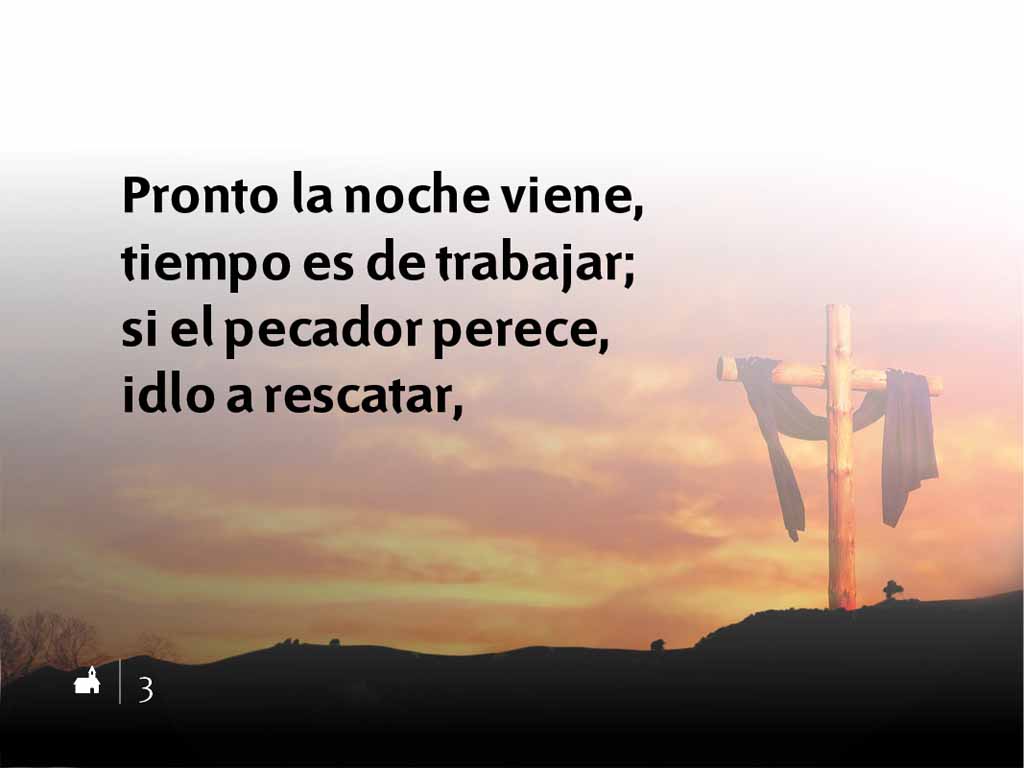 Pronto la noche viene,
tiempo es de trabajar;
si el pecador perece,
idlo a rescatar,
3